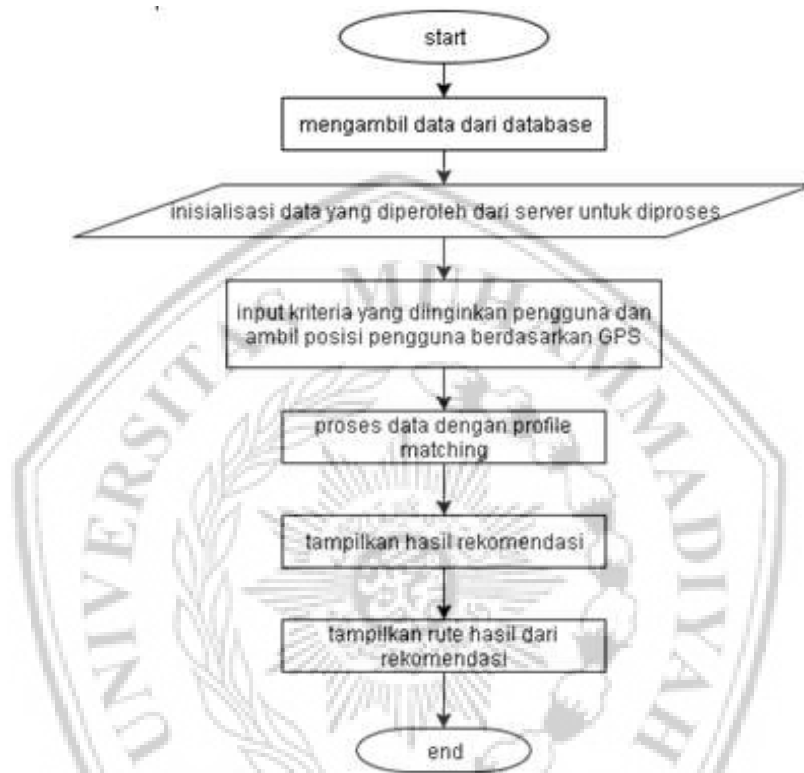 start
mengambil data dari database
inisialisasi data yang diperoleh dari server untuk diproses
input kriteria yang diinginkan pengguna dan
ambil posisi pengguna berdasarkan GPS
proses data dengan profile
matching
tampilkan hasil rekomendasi
tampilkan rute hasil dari
rekomendasi
end
UNIVERSITAS MUHAMMADIYAH